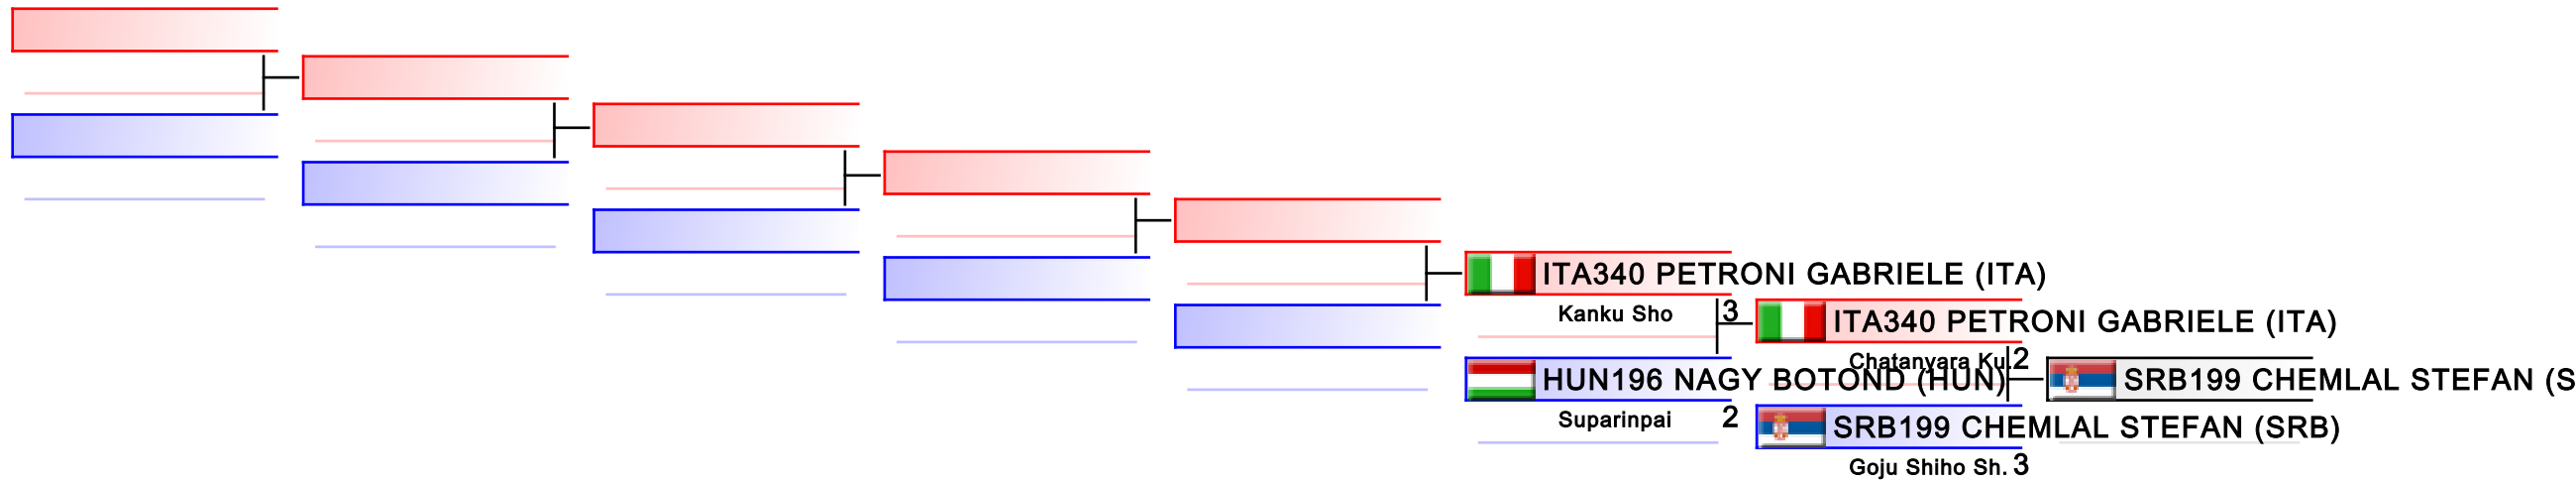 ITA340 PETRONI GABRIELE (ITA)
Kanku Sho 3
ITA340 PETRONI GABRIELE (ITA)
Chatanyara Ku. 2
HUN196 NAGY BOTOND (HUN)
SRB199 CHEMLAL STEFAN (S
Suparinpai 2
SRB199 CHEMLAL STEFAN (SRB)
Goju Shiho Sh. 3